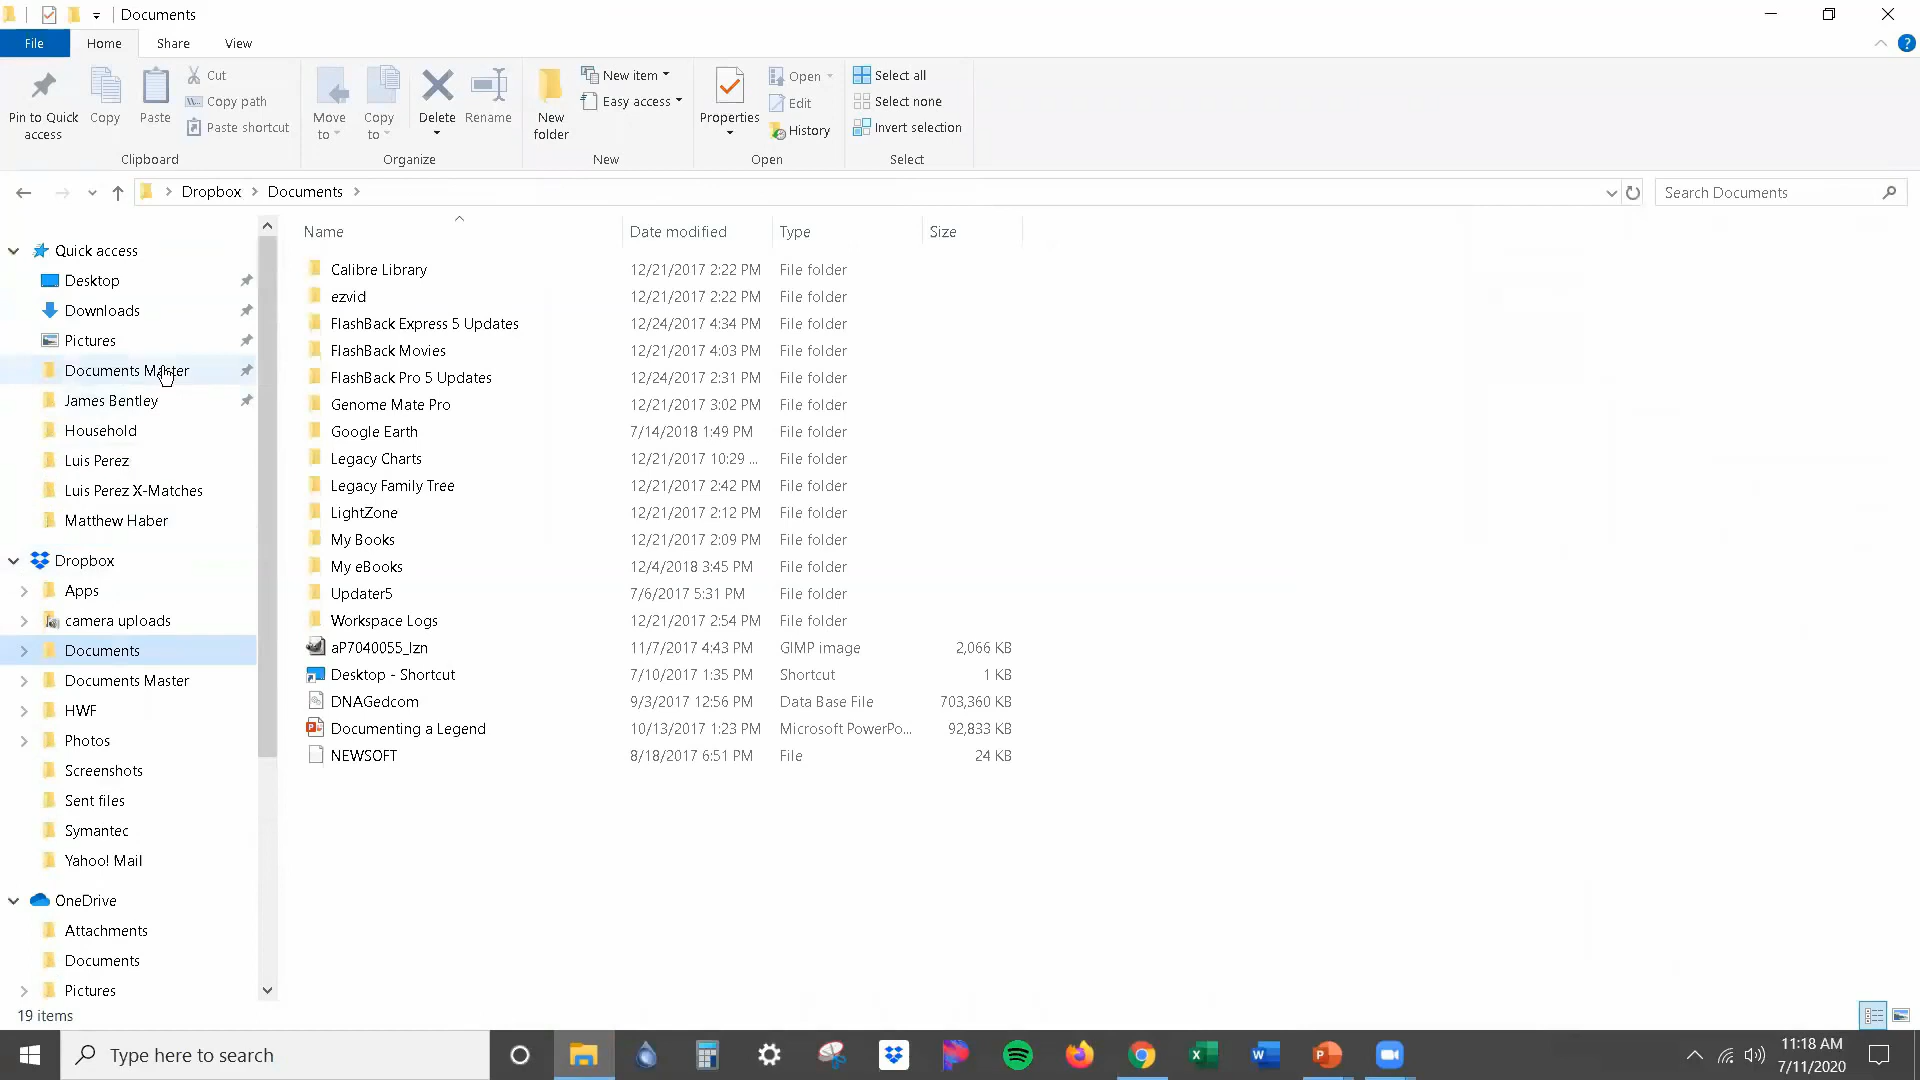 Documents
File Home Share View
Pin to Quick access
Copy
Paste
Cut
Copy path
Paste shortcut
Clipboard
Move to
Copy to
Delete
Rename
Organize
New folder
New item
Easy access
New
Properties
Open
Edit
History
Open
Select all
Select none
Invert selection
Select
Dropbox Documents
Search Documents
Quick access
Desktop
Downloads
Pictures
Documents Master
James Bentley
Household
Luis Perez
Luis Perez X-Matches
Matthew Haber
Dropbox
Apps
camera uploads
Documents
Documents Master
HWF
Photos
Screenshots
Sent files
Symantec
Yahoo! Mail
OneDrive
Attachments
Documents
Pictures
Name Date modified Type Size
Calibre Library 12/21/2017 2:22 PM File folder
ezvid 12/21/2017 2:22 PM File folder
FlashBack Express 5 Updates 12/24/2017 4:34 PM File folder
FlashBack Movies 12/21/2017 4:03 PM File folder
FlashBack Pro 5 Updates 12/24/2017 2:31 PM File folder
Genome Mate Pro 12/21/2017 3:02 PM File folder
Google Earth 7/14/2018 1:49 PM File folder
Legacy Charts 12/21/2017 10:29 ... File folder
Legacy Family Tree 12/21/2017 2:42 PM File folder
LightZone 12/21/2017 2:12 PM File folder
My Books 12/21/2017 2:09 PM File folder
My eBooks 12/4/2018 3:45 PM File folder
Updater5 7/6/2017 5:31 PM File folder
Workspace Logs 12/21/2017 2:54 PM File folder
aP7040055_lzn 11/7/2017 4:43 PM GIMP image 2,066 KB
Desktop - Shortcut 7/10/2017 1:35 PM Shortcut 1 KB
DNAGedcom 9/3/2017 12:56 PM Data Base File 703,360 KB
Documenting a Legend 10/13/2017 1:23 PM Microsoft PowerPo... 92,833 KB
NEWSOFT 8/18/2017 6:51 PM File 24 KB
19 items
Type here to search
11:18 AM
7/11/2020